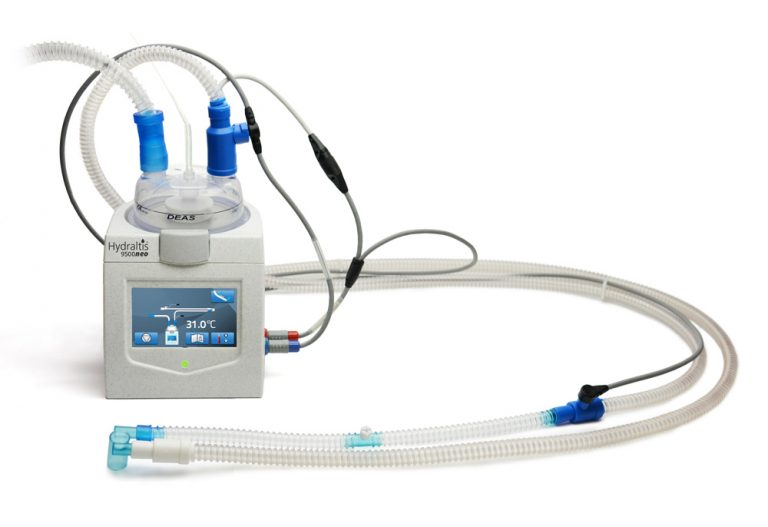 DEAS
Hydraltis
9500neo
31.0°C